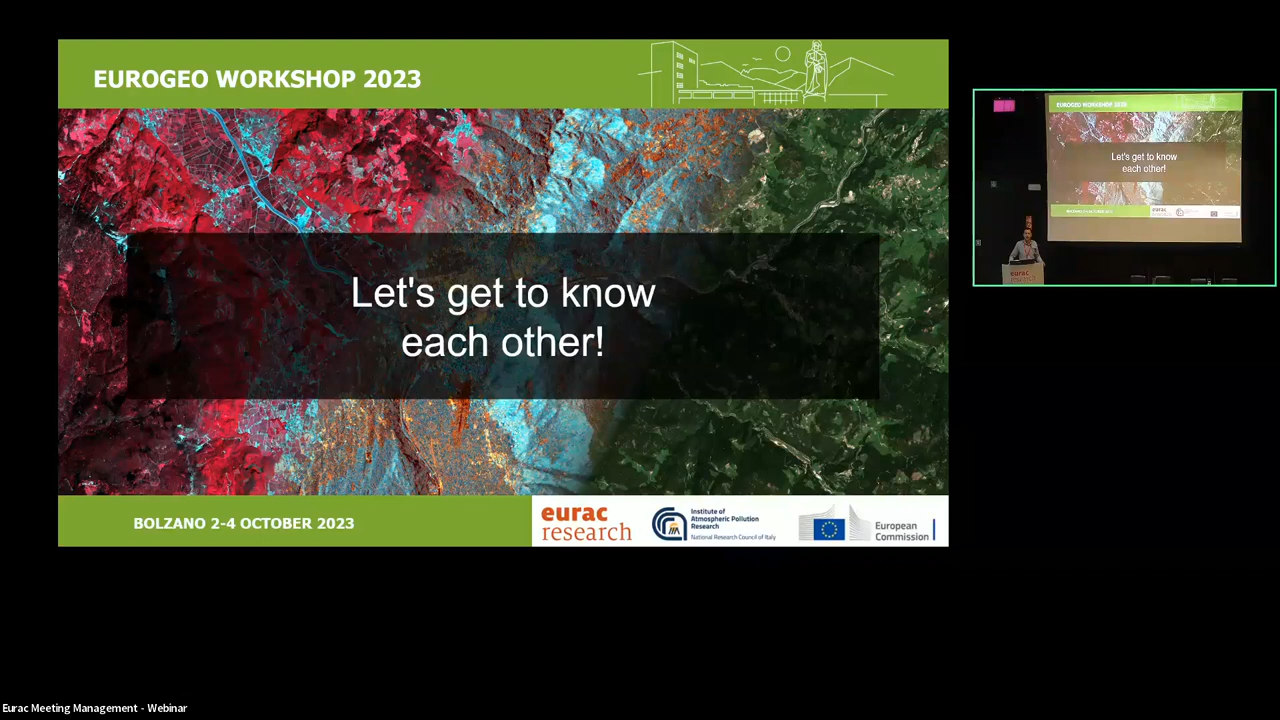 EUROGEO WORKSHOP 2023
Let's get to know
each other!
BOLZANO 2-4 OCTOBER 2023
eurac
research
Institute of
Atmospheric Pollution
Research
National Research Council of Italy
European
Commission
EUROGEO WORKSHOP 2023
Let's get to know
each other!
eurac
research
Eurac Meeting Management - Webinar